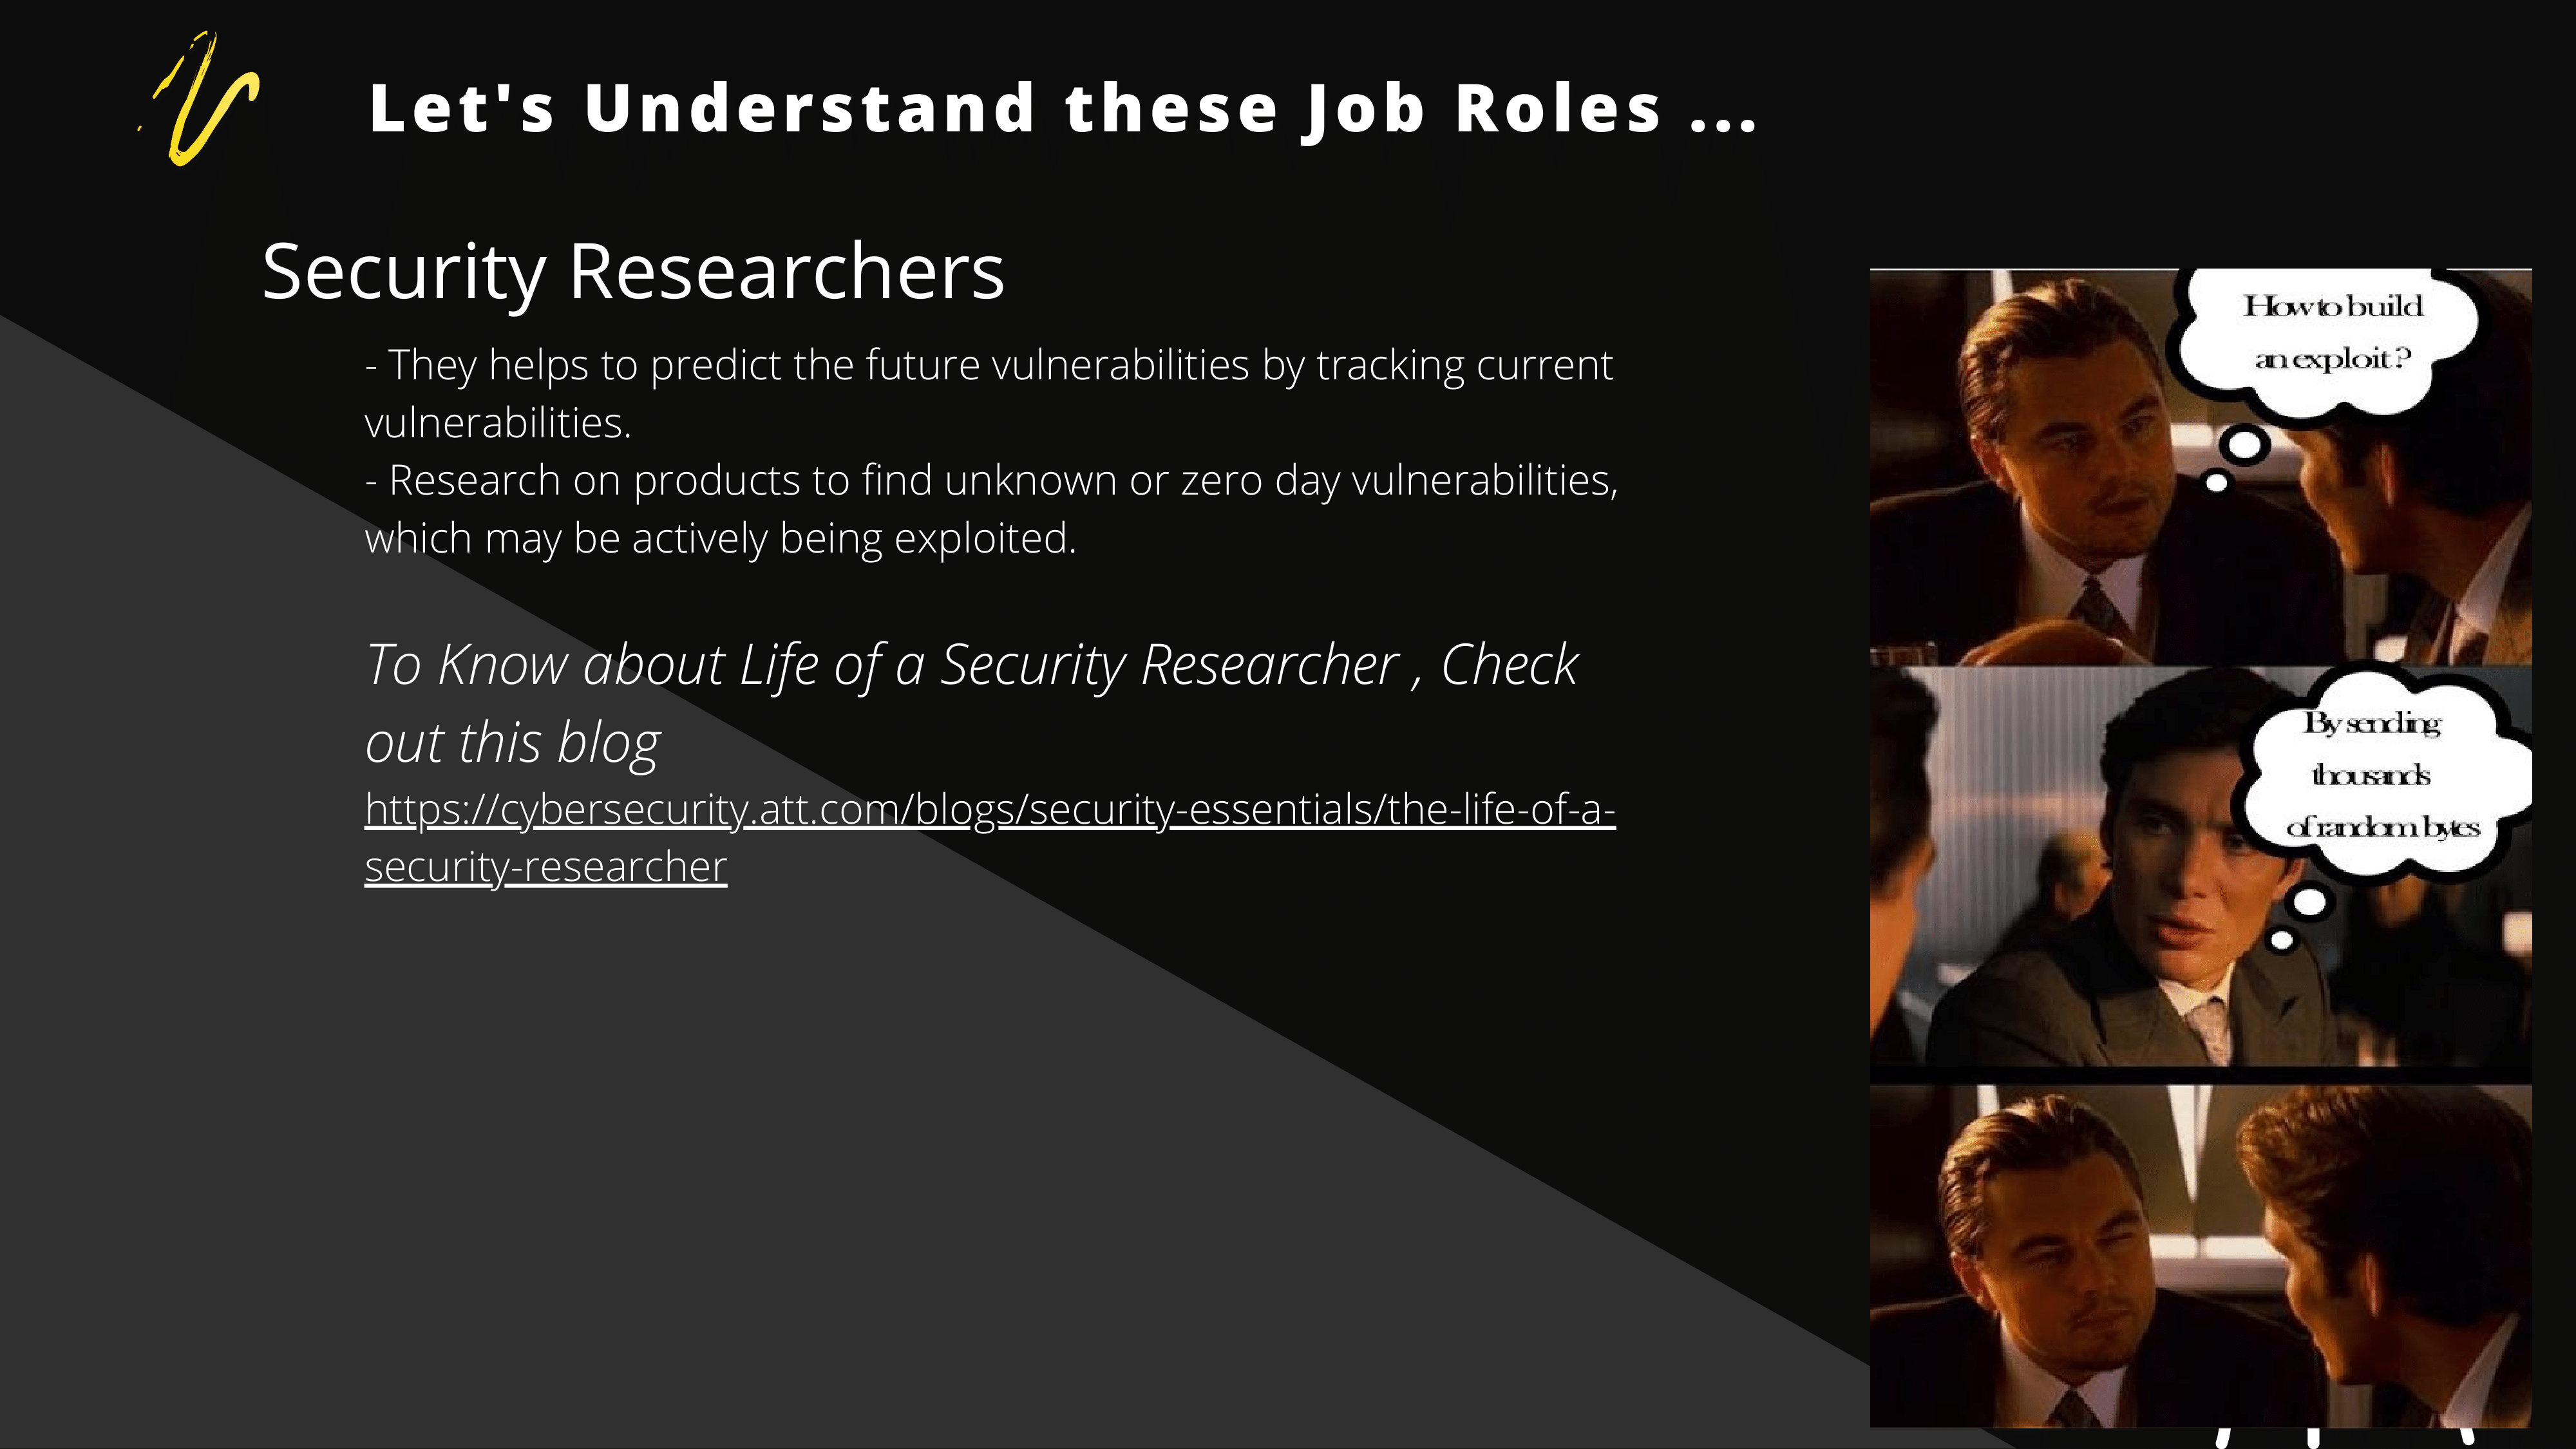 Let's Understand these Job Roles ...
Security Researchers
- They helps to predict the future vulnerabilities by tracking current
vulnerabilities.
- Research on products to find unknown or zero day vulnerabilities,
which may be actively being exploited.
To Know about Life of a Security Researcher , Check
out this blog
https://cybersecurity.att.com/blogs/security-essentials/the-life-of-a-
security-researcher
How to build
an exploit ?
By sending
thousands
of random bytes